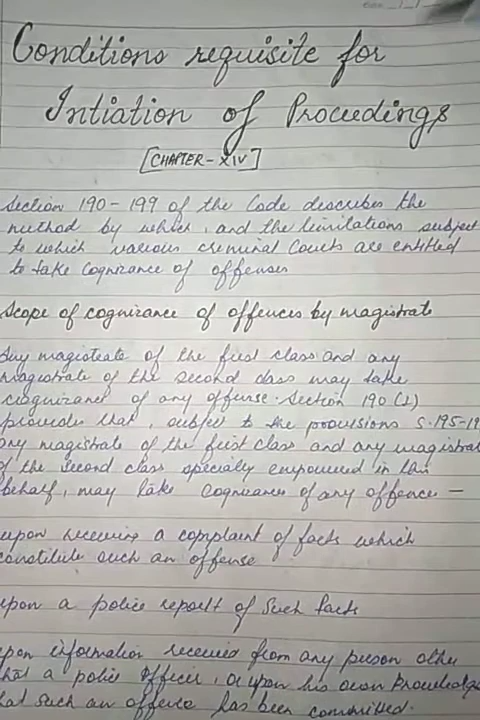 Conditions requisite for
Intiation of Proceedings
[CHAPTER-XIV]
Section 190-199 of the Code describes the
method by which, and the limitations subject
to which various criminal Courts are entitled
to take Cognizance of offenses
Scope of cognizance of offences by magistrate
Any magistrate of the first class and any
magistrate of the second class may take
cognizance of any offense. Section 190 (1)
provides that, subject to the provisions S. 195-19
any magistrate of the first class and any magistrat
of the second class specially empowered in this
behalf, may take cognizance of any offence —
upon receiving a complaint of facts which
constitute such an offense
upon a police report of such facts
upon information received from any person other
that a police officer, or upon his own knowledge
that such an offence has been committed.